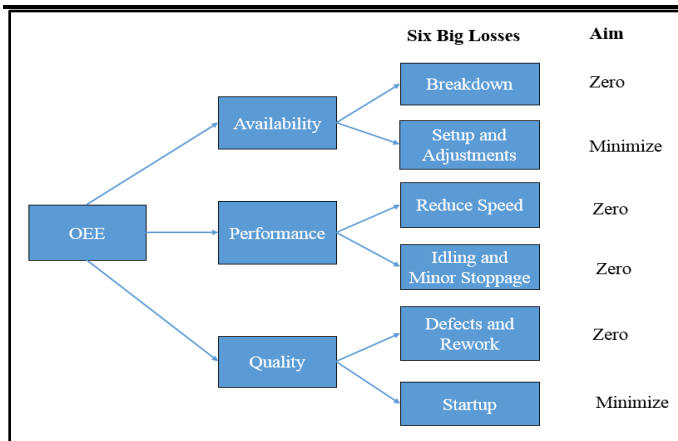 Six Big Losses
Aim
Breakdown
Zero
Availability
Setup and
Adjustments
Minimize
Reduce Speed
Zero
OEE
Performance
Idling and
Minor Stoppage
Zero
Defects and
Rework
Zero
Quality
Startup
Minimize